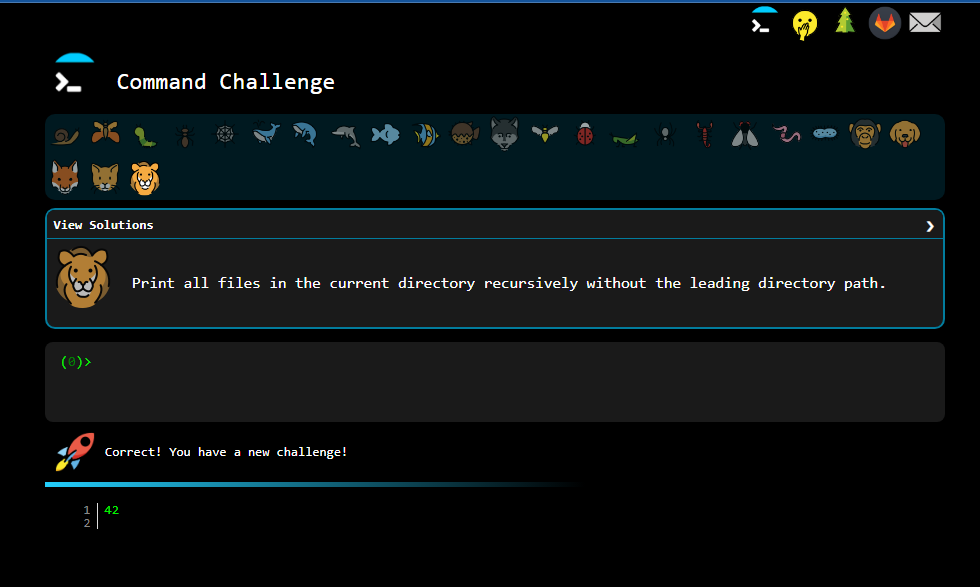 Command Challenge
View Solutions
Print all files in the current directory recursively without the leading directory path.
(0)>
Correct! You have a new challenge!
1 42
2